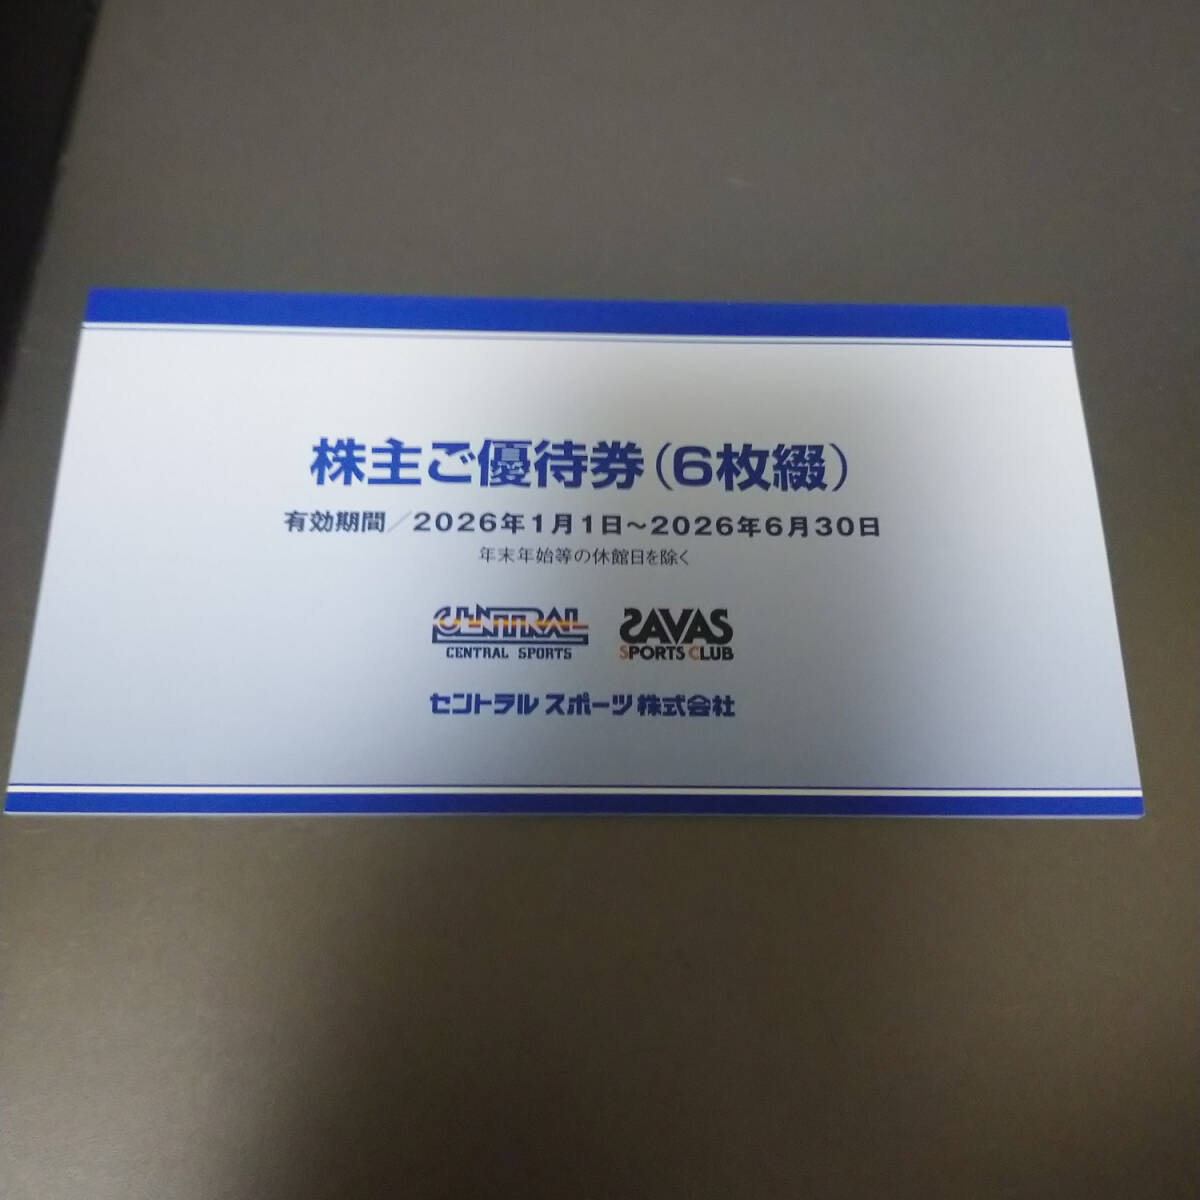 株主ご優待券(6枚綴)
有効期間/2026年1月1日~2026年6月30日
年末年始等の休館日を除く
CENTRAL SAVAS
CENTRAL SPORTS SPORTS CLUB
セントラルスポーツ株式会社